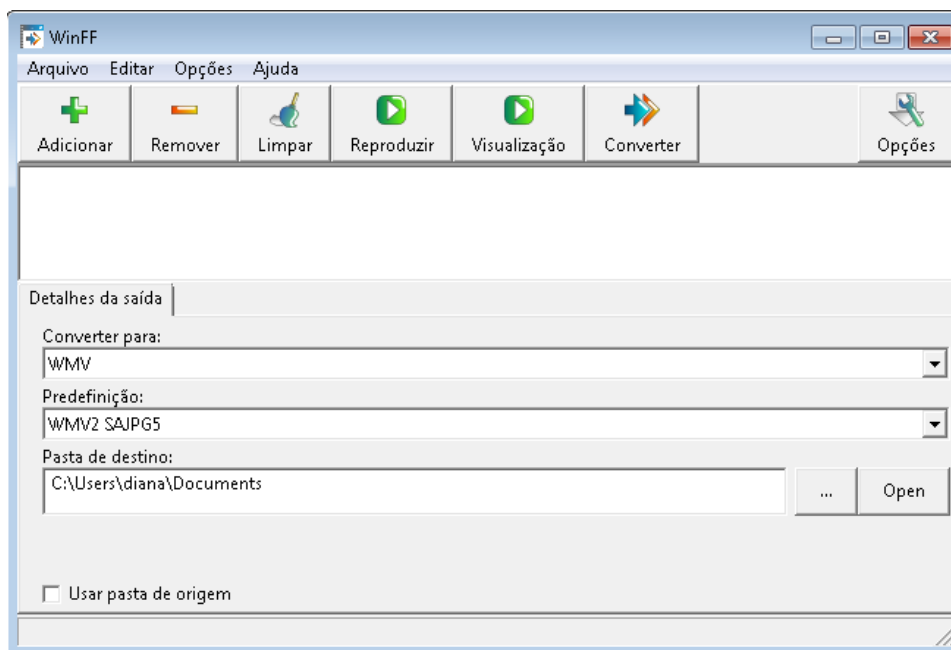 WinFF
Arquivo Editar Opções Ajuda
Adicionar Remover Limpar Reproduzir Visualização Converter Opções
Detalhes da saída
Converter para:
WMV
Predefinição:
WMV2 SAJPG5
Pasta de destino:
C:\Users\diana\Documents
... Open
Usar pasta de origem